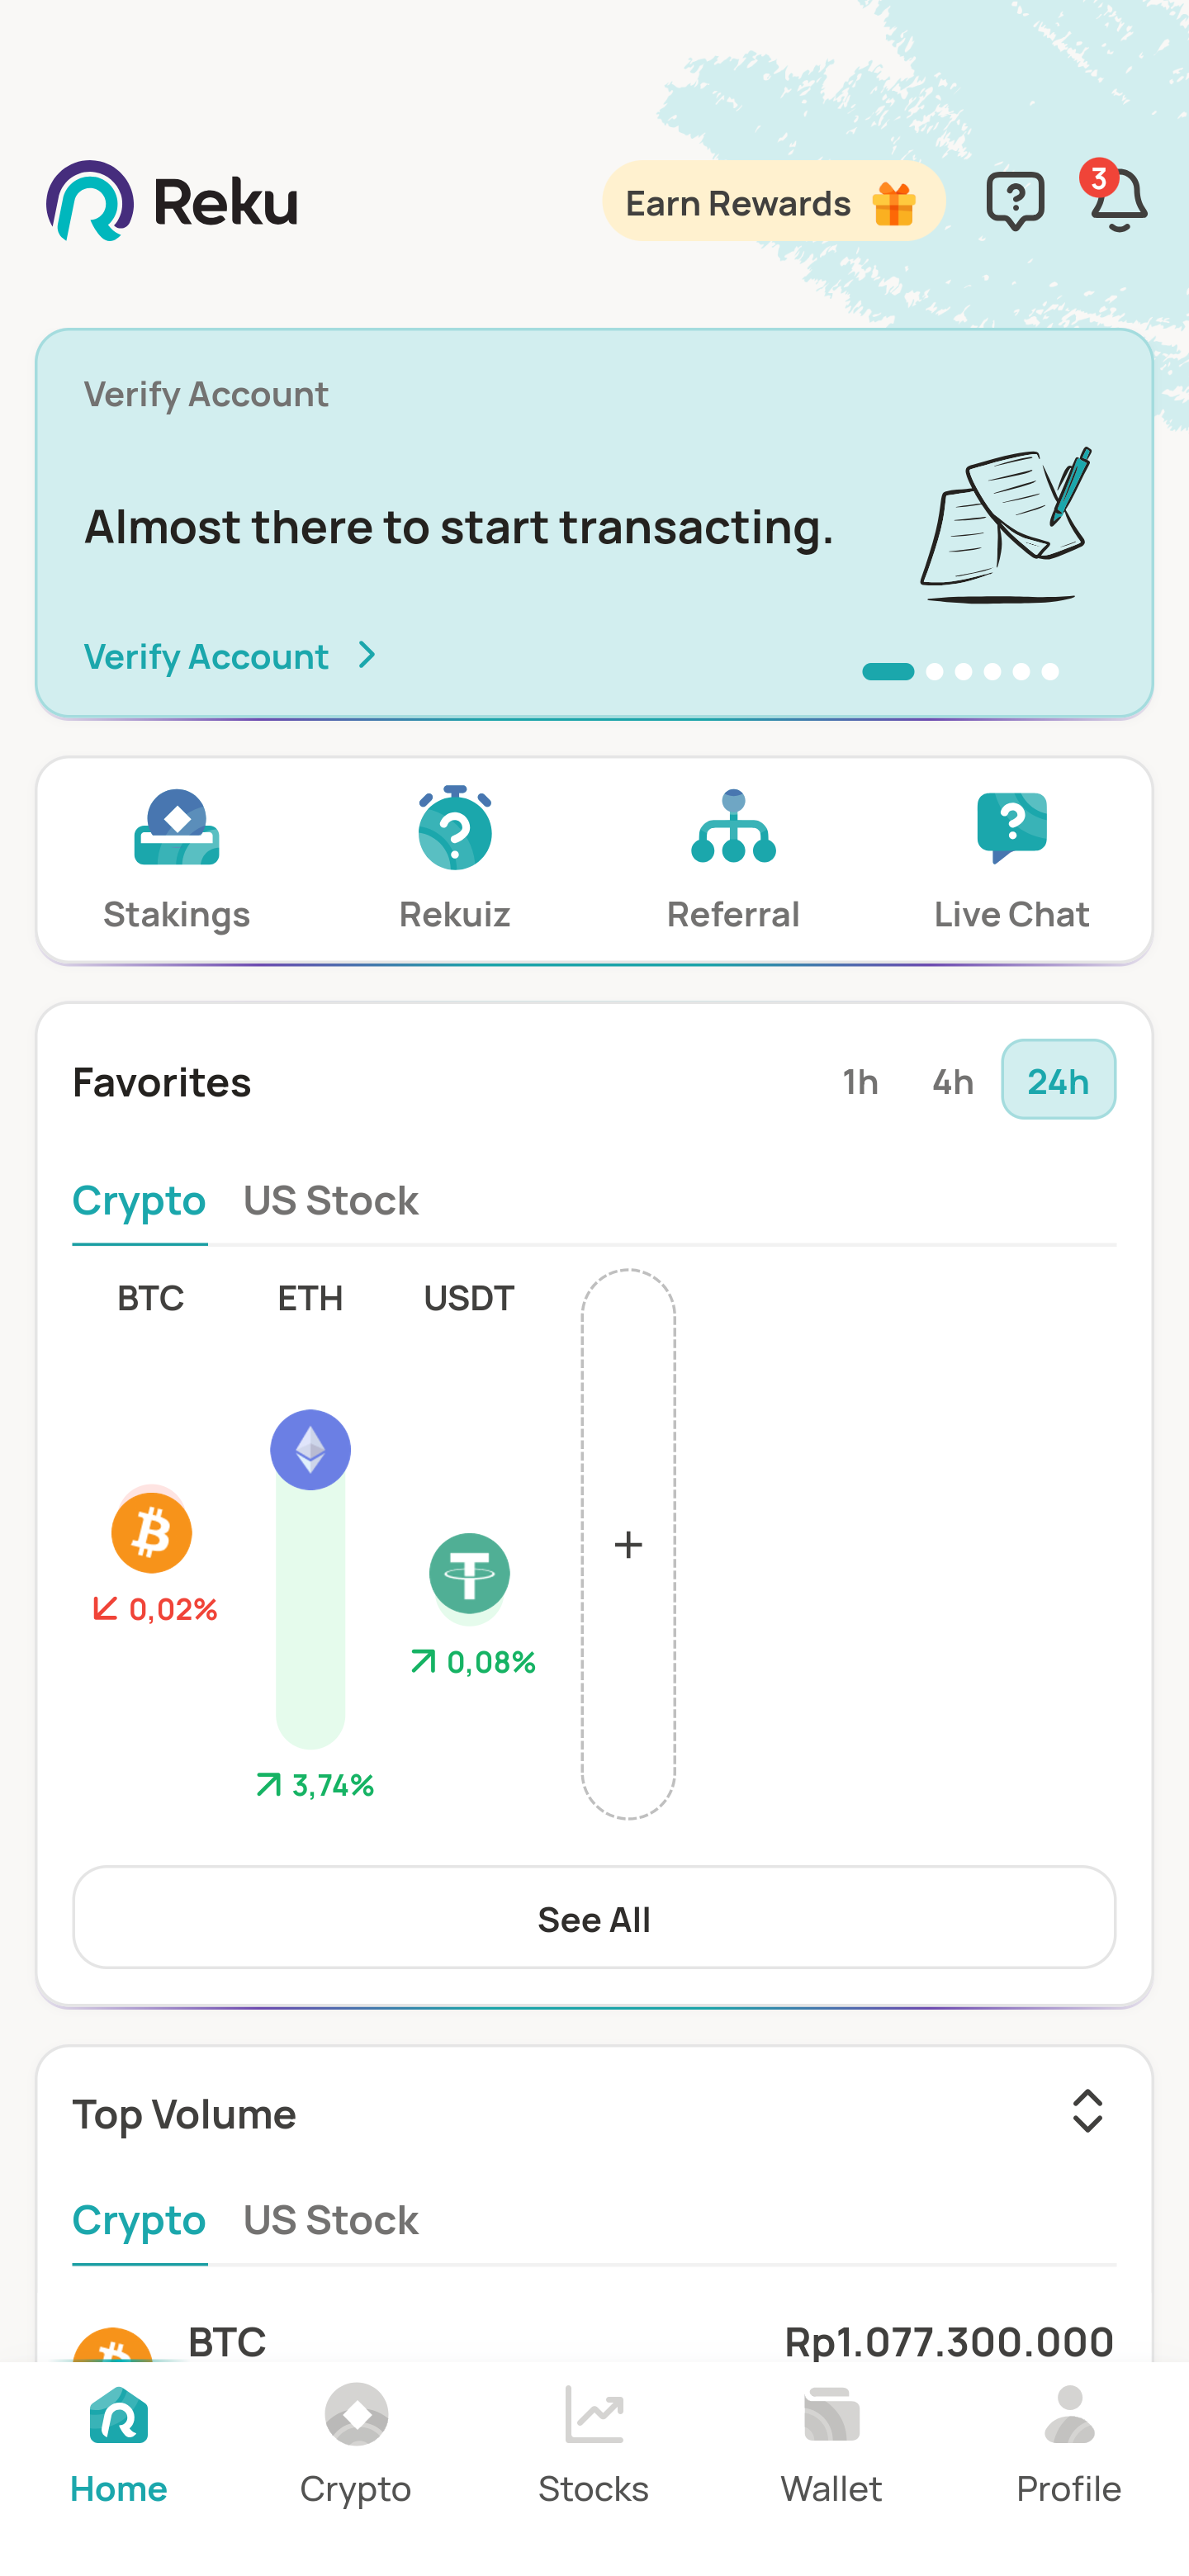 Reku
Earn Rewards
3
Verify Account
Almost there to start transacting.
Verify Account
Stakings
Rekuiz
Referral
Live Chat
Favorites
1h
4h
24h
Crypto
US Stock
BTC
ETH
USDT
0,02%
0,08%
3,74%
See All
Top Volume
Crypto
US Stock
BTC
Rp1.077.300.000
Home
Crypto
Stocks
Wallet
Profile